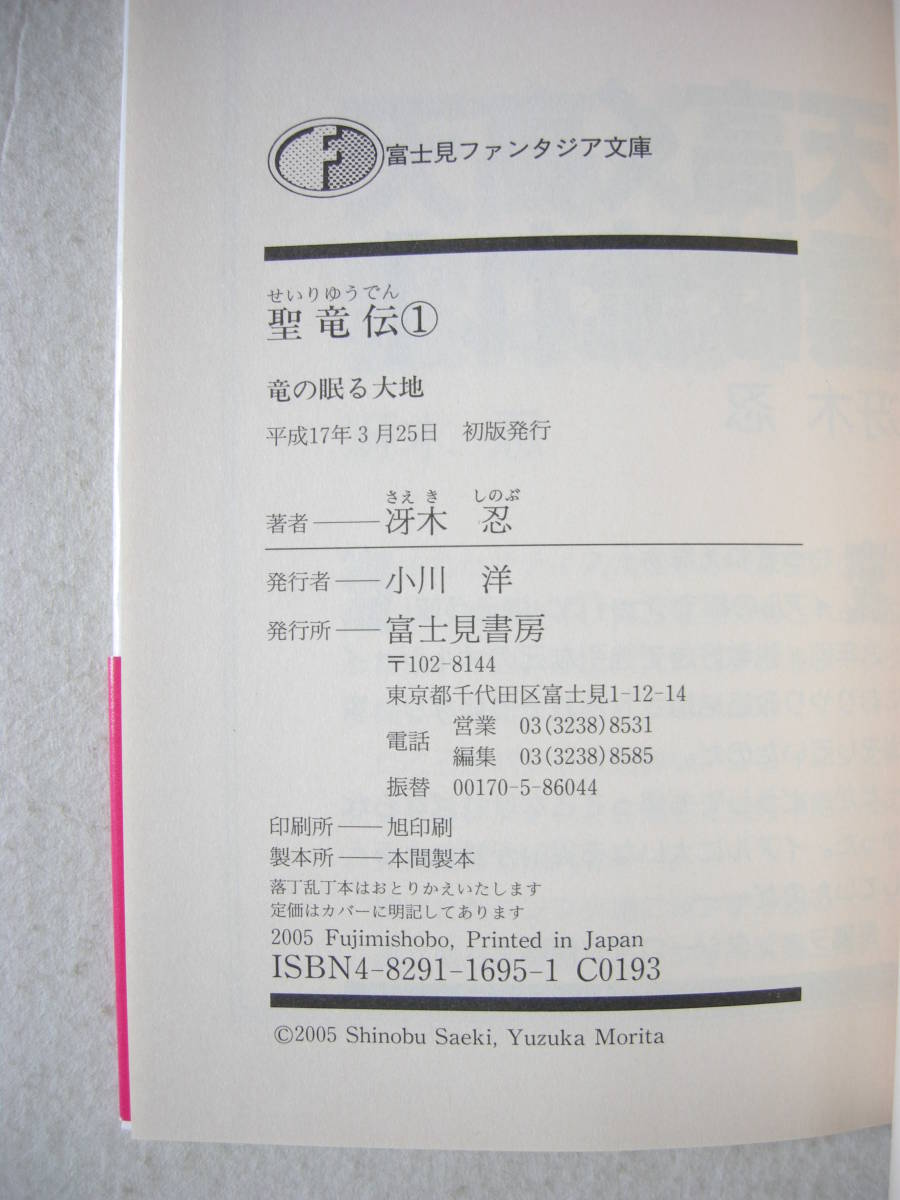 F
富士見ファンタジア文庫
せいりゆうでん
聖竜伝①
竜の眠る大地
平成17年3月25日　初版発行
さえき　しのぶ
著者——冴木　忍
発行者——小川　洋
発行所——富士見書房
〒102-8144
東京都千代田区富士見1-12-14
電話　営業　03(3238)8531
編集　03(3238)8585
振替　00170-5-86044
印刷所——旭印刷
製本所——本間製本
落丁乱丁本はおとりかえいたします
定価はカバーに明記してあります
2005 Fujimishobo, Printed in Japan
ISBN4-8291-1695-1 C0193
©2005 Shinobu Saeki, Yuzuka Morita